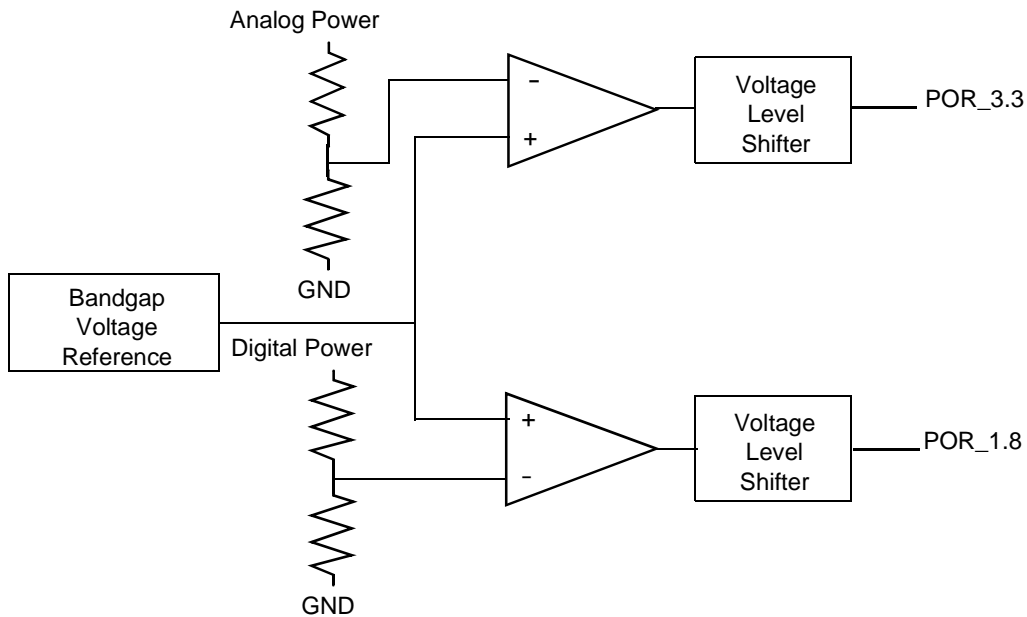 Analog Power
-
+
Voltage
Level
Shifter
POR_3.3
GND
Bandgap
Voltage
Reference
Digital Power
+
-
Voltage
Level
Shifter
POR_1.8
GND